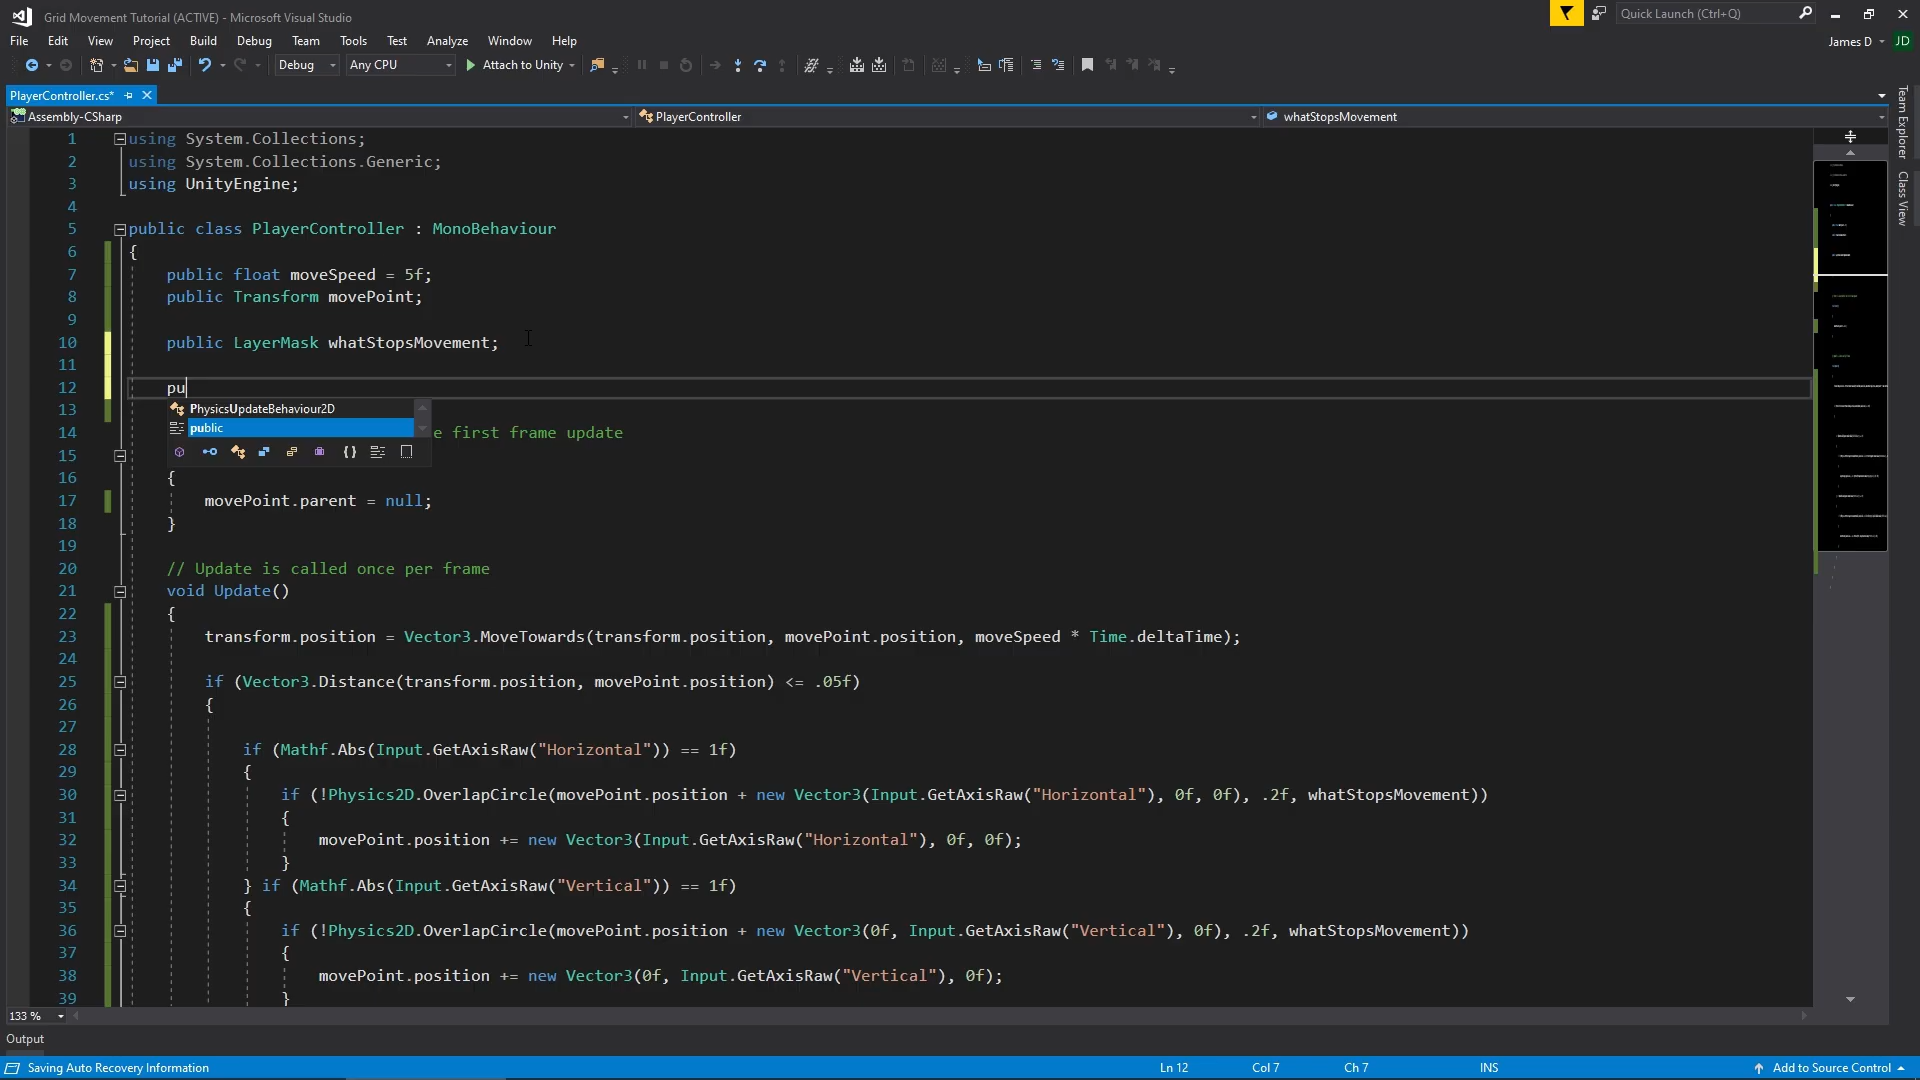 Grid Movement Tutorial (ACTIVE) - Microsoft Visual Studio
Quick Launch (Ctrl+Q)
File Edit View Project Build Debug Team Tools Test Analyze Window Help
James D JD
Debug Any CPU Attach to Unity
PlayerController.cs*
Assembly-CSharp PlayerController whatStopsMovement
Team Explorer
Class View
1 using System.Collections;
2 using System.Collections.Generic;
3 using UnityEngine;
4
5 public class PlayerController : MonoBehaviour
6 {
7 public float moveSpeed = 5f;
8 public Transform movePoint;
9
10 public LayerMask whatStopsMovement;
11
12 pu
PhysicsUpdateBehaviour2D
13
public
14 e first frame update
15
16 {
17 movePoint.parent = null;
18 }
19
20 // Update is called once per frame
21 void Update()
22 {
23 transform.position = Vector3.MoveTowards(transform.position, movePoint.position, moveSpeed * Time.deltaTime);
24
25 if (Vector3.Distance(transform.position, movePoint.position) <= .05f)
26 {
27
28 if (Mathf.Abs(Input.GetAxisRaw("Horizontal")) == 1f)
29 {
30 if (!Physics2D.OverlapCircle(movePoint.position + new Vector3(Input.GetAxisRaw("Horizontal"), 0f, 0f), .2f, whatStopsMovement))
31 {
32 movePoint.position += new Vector3(Input.GetAxisRaw("Horizontal"), 0f, 0f);
33 }
34 } if (Mathf.Abs(Input.GetAxisRaw("Vertical")) == 1f)
35 {
36 if (!Physics2D.OverlapCircle(movePoint.position + new Vector3(0f, Input.GetAxisRaw("Vertical"), 0f), .2f, whatStopsMovement))
37 {
38 movePoint.position += new Vector3(0f, Input.GetAxisRaw("Vertical"), 0f);
39 }
133 %
Output
Saving Auto Recovery Information Ln 12 Col 7 Ch 7 INS Add to Source Control